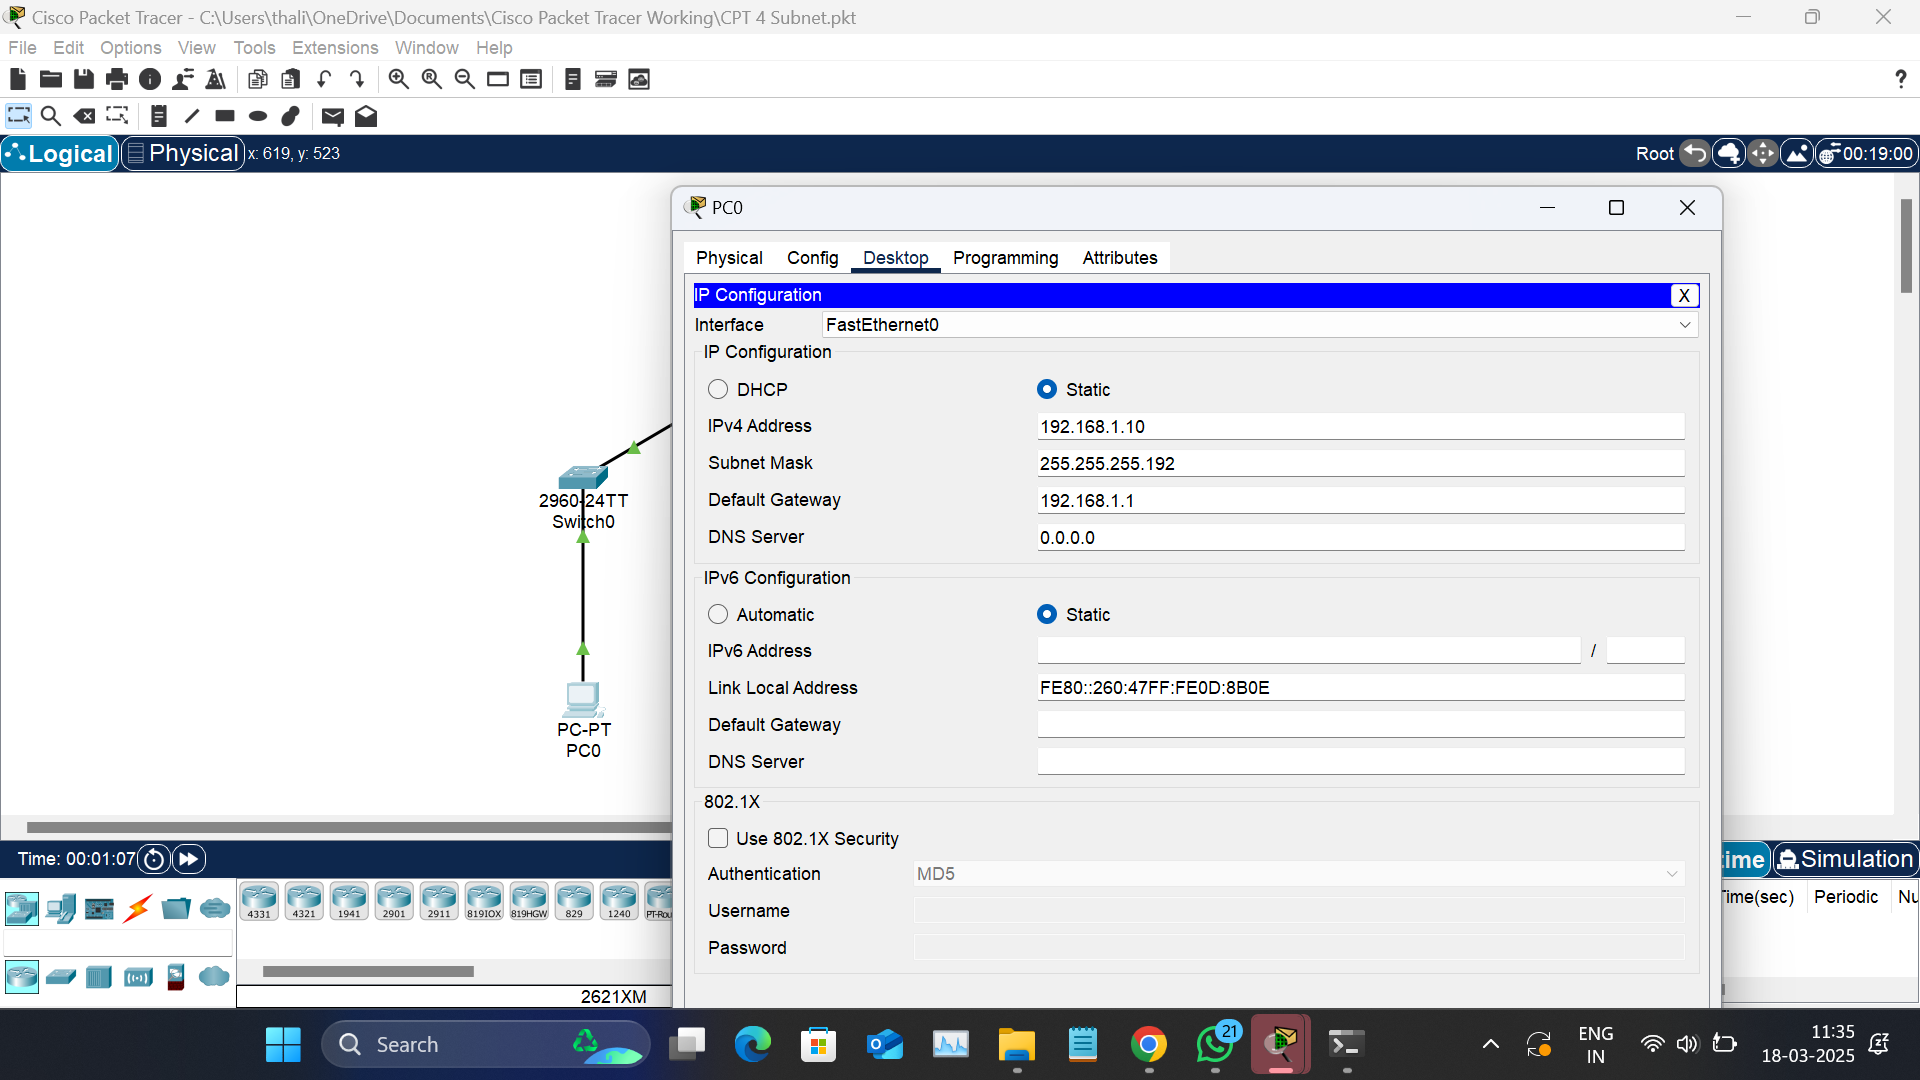 Cisco Packet Tracer - C:\Users\thali\OneDrive\Documents\Cisco Packet Tracer Working\CPT 4 Subnet.pkt
File Edit Options View Tools Extensions Window Help
?
Logical Physical x: 619, y: 523 Root 00:19:00
PC0
Physical Config Desktop Programming Attributes
IP Configuration X
Interface FastEthernet0
IP Configuration
DHCP Static
IPv4 Address 192.168.1.10
Subnet Mask 255.255.255.192
Default Gateway 192.168.1.1
DNS Server 0.0.0.0
IPv6 Configuration
Automatic Static
IPv6 Address /
Link Local Address FE80::260:47FF:FE0D:8B0E
Default Gateway
DNS Server
802.1X
Use 802.1X Security
Authentication MD5
Username
Password
2960-24TT
Switch0
PC-PT
PC0
Time: 00:01:07 ime Simulation
Time(sec) Periodic Nu
4331 4321 1941 2901 2911 819IOX 819HGW 829 1240 PT-Rou
2621XM
Search 21 ENG 11:35
IN 18-03-2025